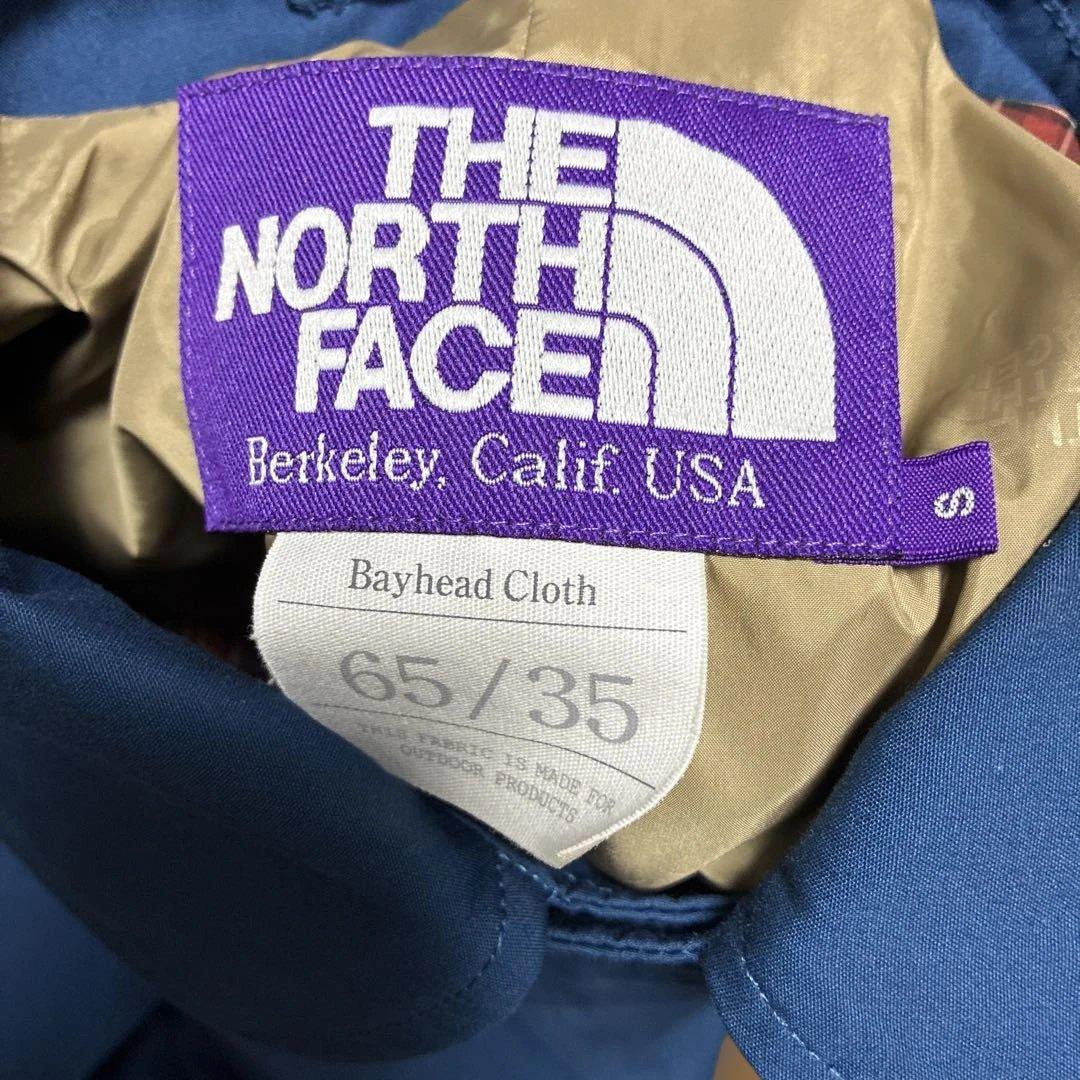 THE
NORTH
FACE
Berkeley, Calif. USA
S
Bayhead Cloth
65/35
THIS FABRIC IS MADE FOR
OUTDOOR PRODUCTS